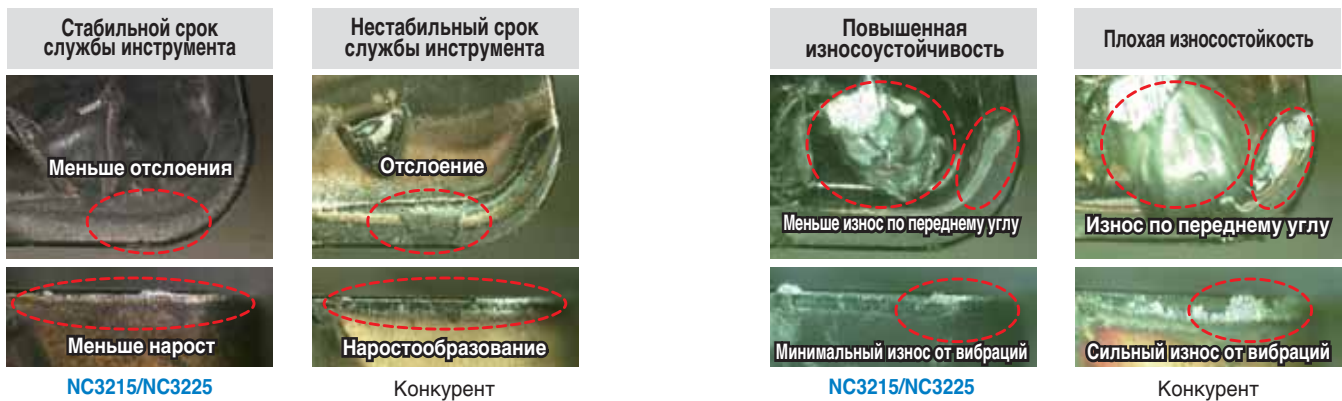 Стабильной срок
службы инструмента
Нестабильный срок
службы инструмента
Повышенная
износоустойчивость
Плохая износостойкость
Меньше отслоения
Отслоение
Меньше износ по переднему углу
Износ по переднему углу
Меньше нарост
Наростообразование
Минимальный износ от вибраций
Сильный износ от вибраций
NC3215/NC3225
Конкурент
NC3215/NC3225
Конкурент